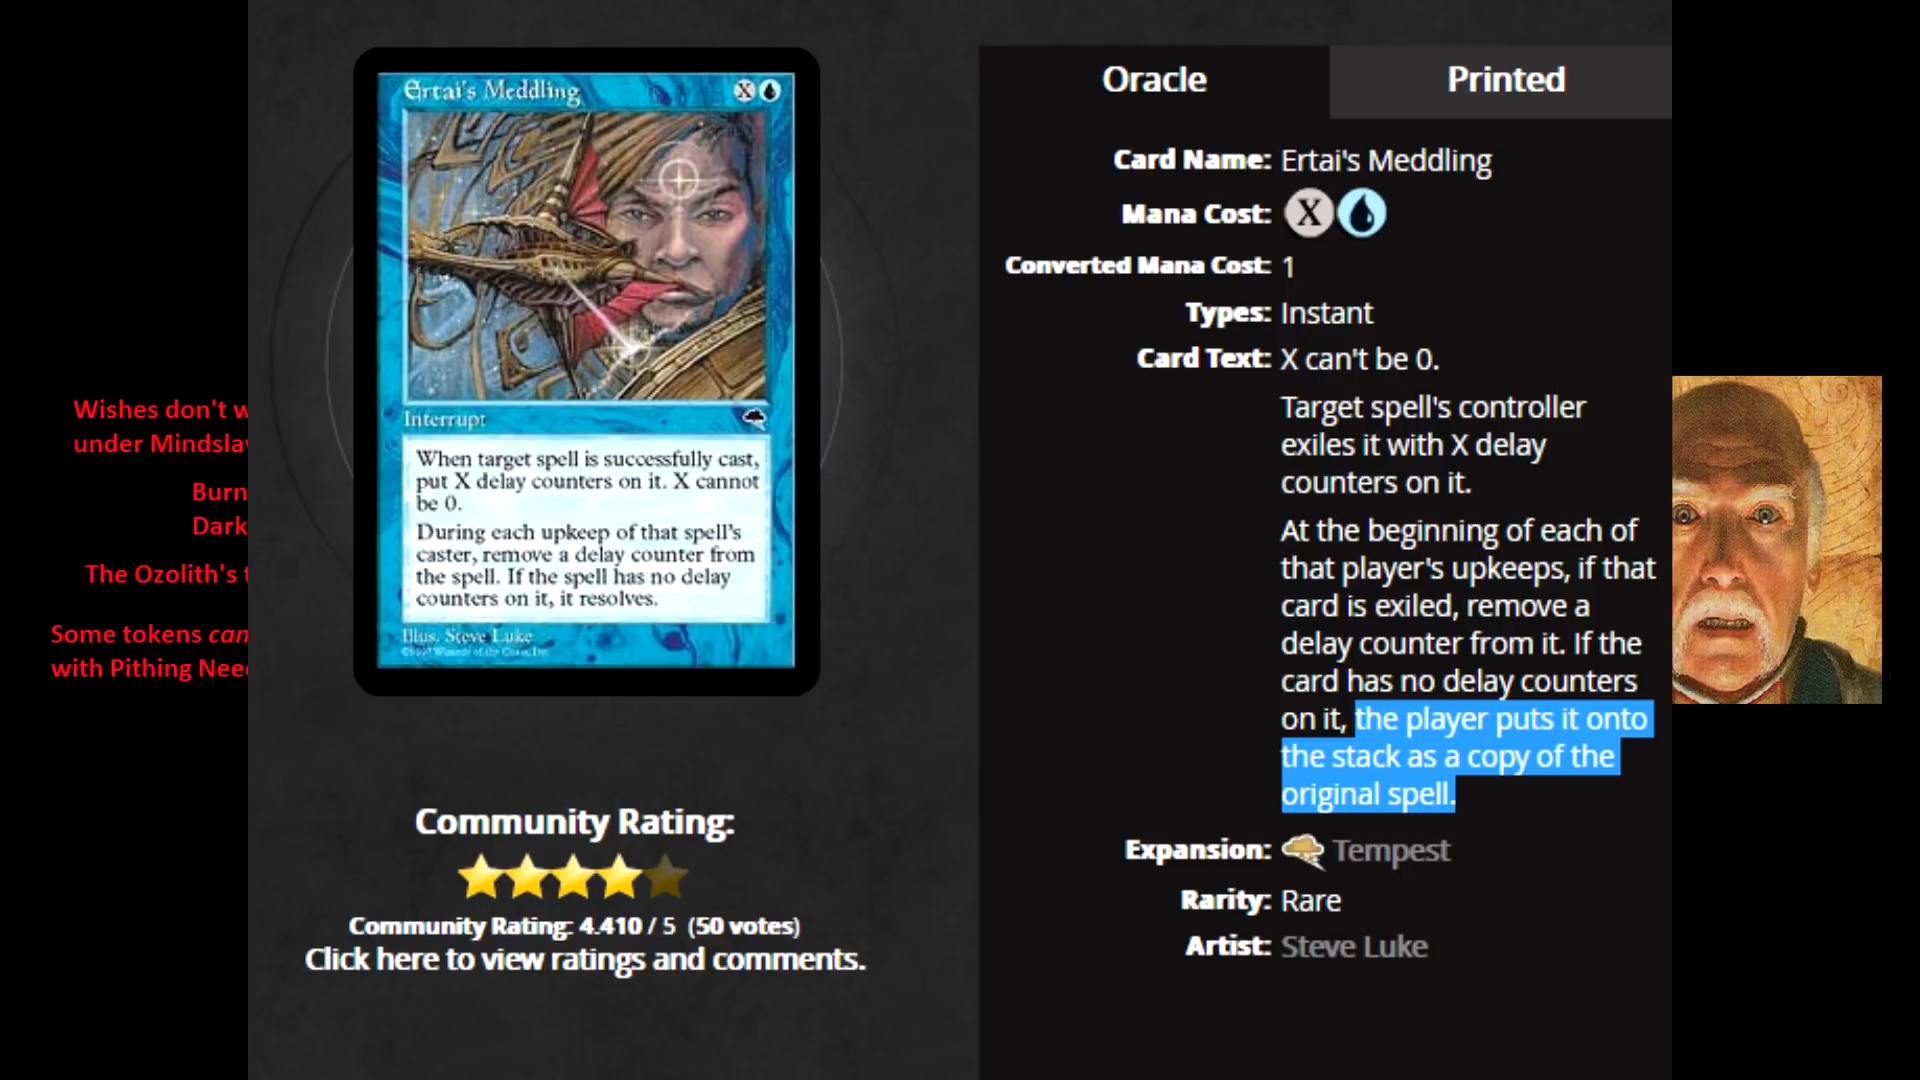 Ertai's Meddling
X
Interrupt
When target spell is successfully cast,
put X delay counters on it. X cannot
be 0.
During each upkeep of that spell's
caster, remove a delay counter from
the spell. If the spell has no delay
counters on it, it resolves.
Illus. Steve Luke
Community Rating:
Community Rating: 4.410 / 5 (50 votes)
Click here to view ratings and comments.
Oracle
Printed
Card Name: Ertai's Meddling
Mana Cost: X
Converted Mana Cost: 1
Types: Instant
Card Text: X can't be 0.
Target spell's controller
exiles it with X delay
counters on it.
At the beginning of each of
that player's upkeeps, if that
card is exiled, remove a
delay counter from it. If the
card has no delay counters
on it, the player puts it onto
the stack as a copy of the
original spell.
Expansion: Tempest
Rarity: Rare
Artist: Steve Luke
Wishes don't
under
Burn
Dark
The Ozolith's
Some tokens can
with Pithing